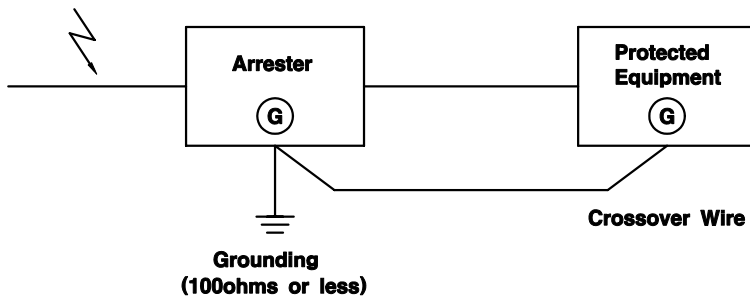 Arrester
G
Protected
Equipment
G
Crossover Wire
Grounding
(100ohms or less)